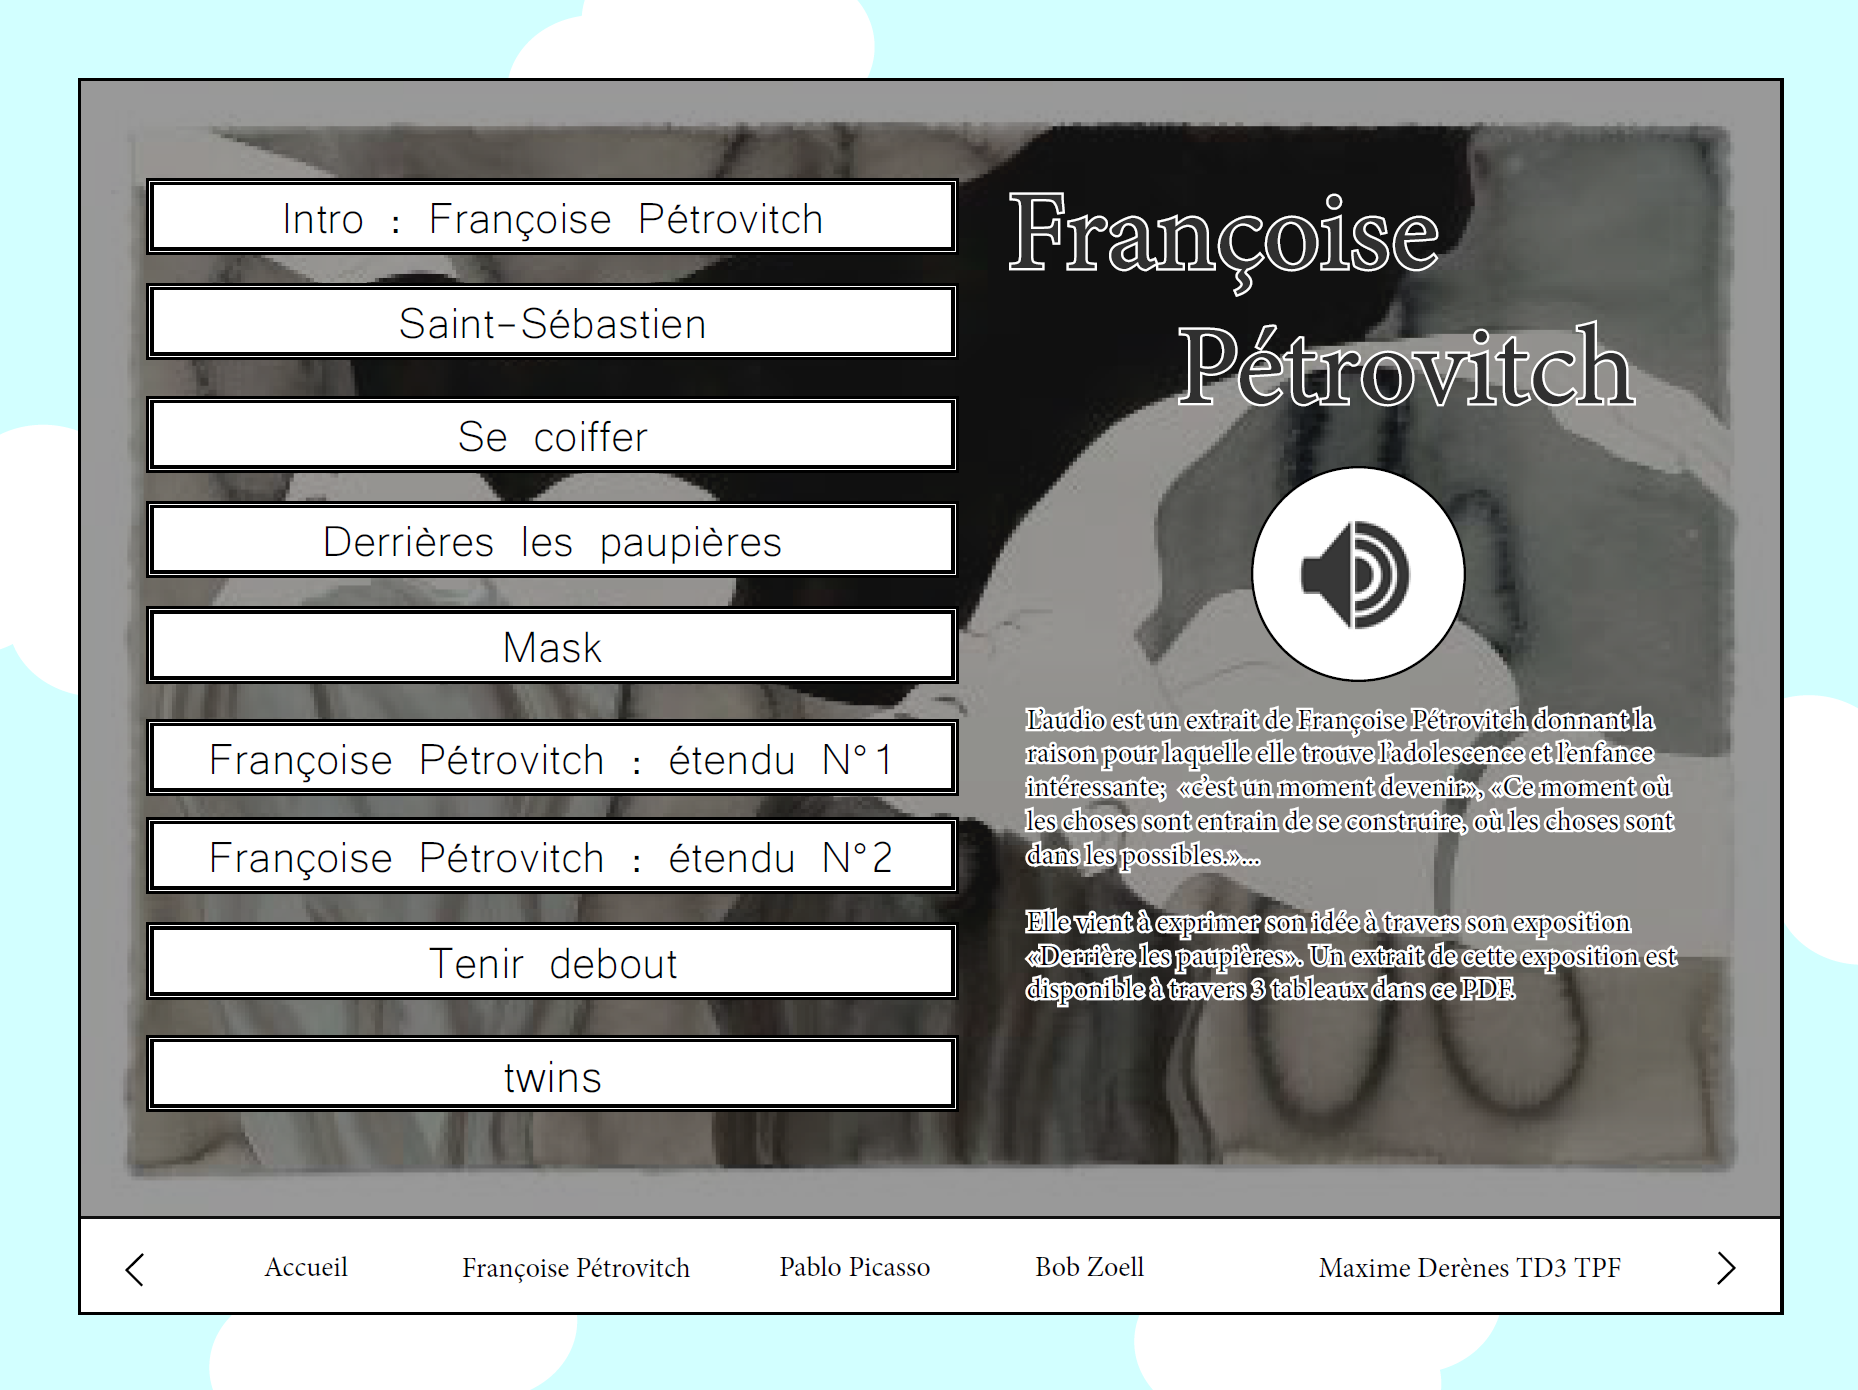 Intro : Françoise Pétrovitch
Saint-Sébastien
Se coiffer
Derrières les paupières
Mask
Françoise Pétrovitch : étendu N°1
Françoise Pétrovitch : étendu N°2
Tenir debout
twins
Françoise
Pétrovitch
L'audio est un extrait de Françoise Pétrovitch donnant la
raison pour laquelle elle trouve l'adolescence et l'enfance
intéressante; «c'est un moment devenir», «Ce moment où
les choses sont entrain de se construire, où les choses sont
dans les possibles.»...
Elle vient à exprimer son idée à travers son exposition
«Derrière les paupières». Un extrait de cette exposition est
disponible à travers 3 tableaux dans ce PDF.
Accueil Françoise Pétrovitch Pablo Picasso Bob Zoell Maxime Derènes TD3 TPF